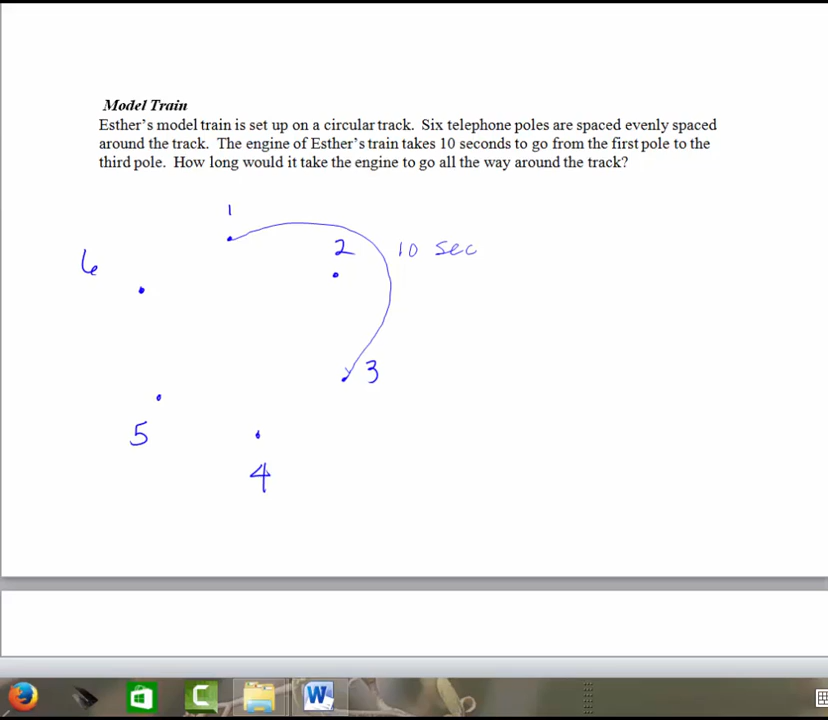 Model Train
Esther's model train is set up on a circular track. Six telephone poles are spaced evenly spaced
around the track. The engine of Esther's train takes 10 seconds to go from the first pole to the
third pole. How long would it take the engine to go all the way around the track?
1
2 10 sec
6
3
5
4